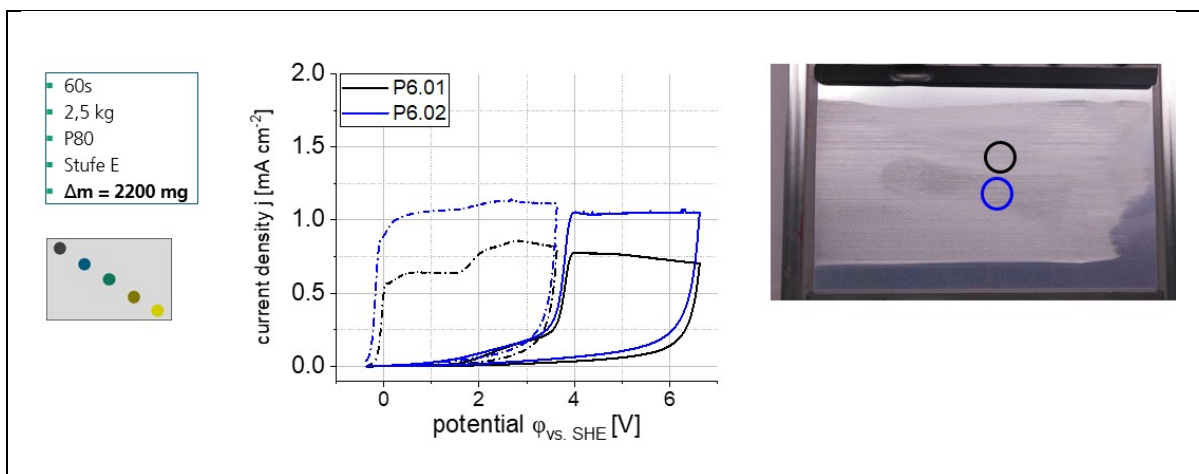 60s
2,5 kg
P80
Stufe E
Δm = 2200 mg
P6.01
P6.02
2.0
1.5
1.0
0.5
0.0
current density j [mA cm⁻²]
0 2 4 6
potential φvs. SHE [V]